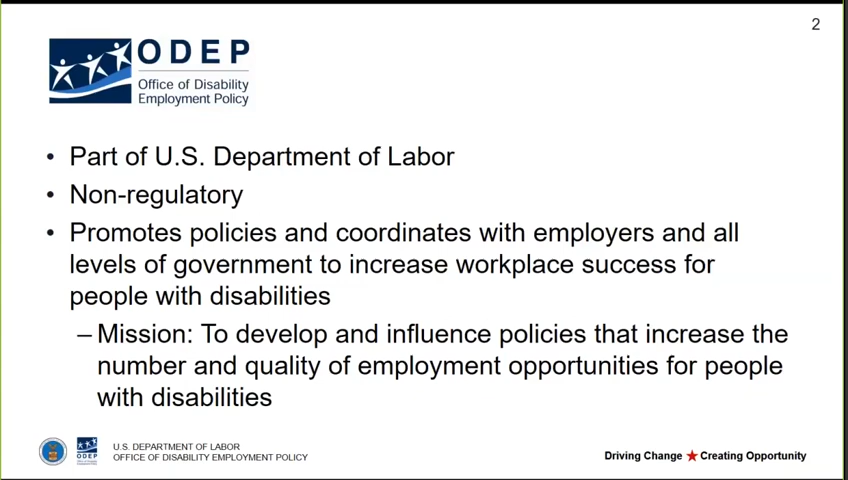 2
ODEP
Office of Disability
Employment Policy
• Part of U.S. Department of Labor
• Non-regulatory
• Promotes policies and coordinates with employers and all
levels of government to increase workplace success for
people with disabilities
– Mission: To develop and influence policies that increase the
number and quality of employment opportunities for people
with disabilities
ODEP
U.S. DEPARTMENT OF LABOR
OFFICE OF DISABILITY EMPLOYMENT POLICY
Driving Change ★ Creating Opportunity